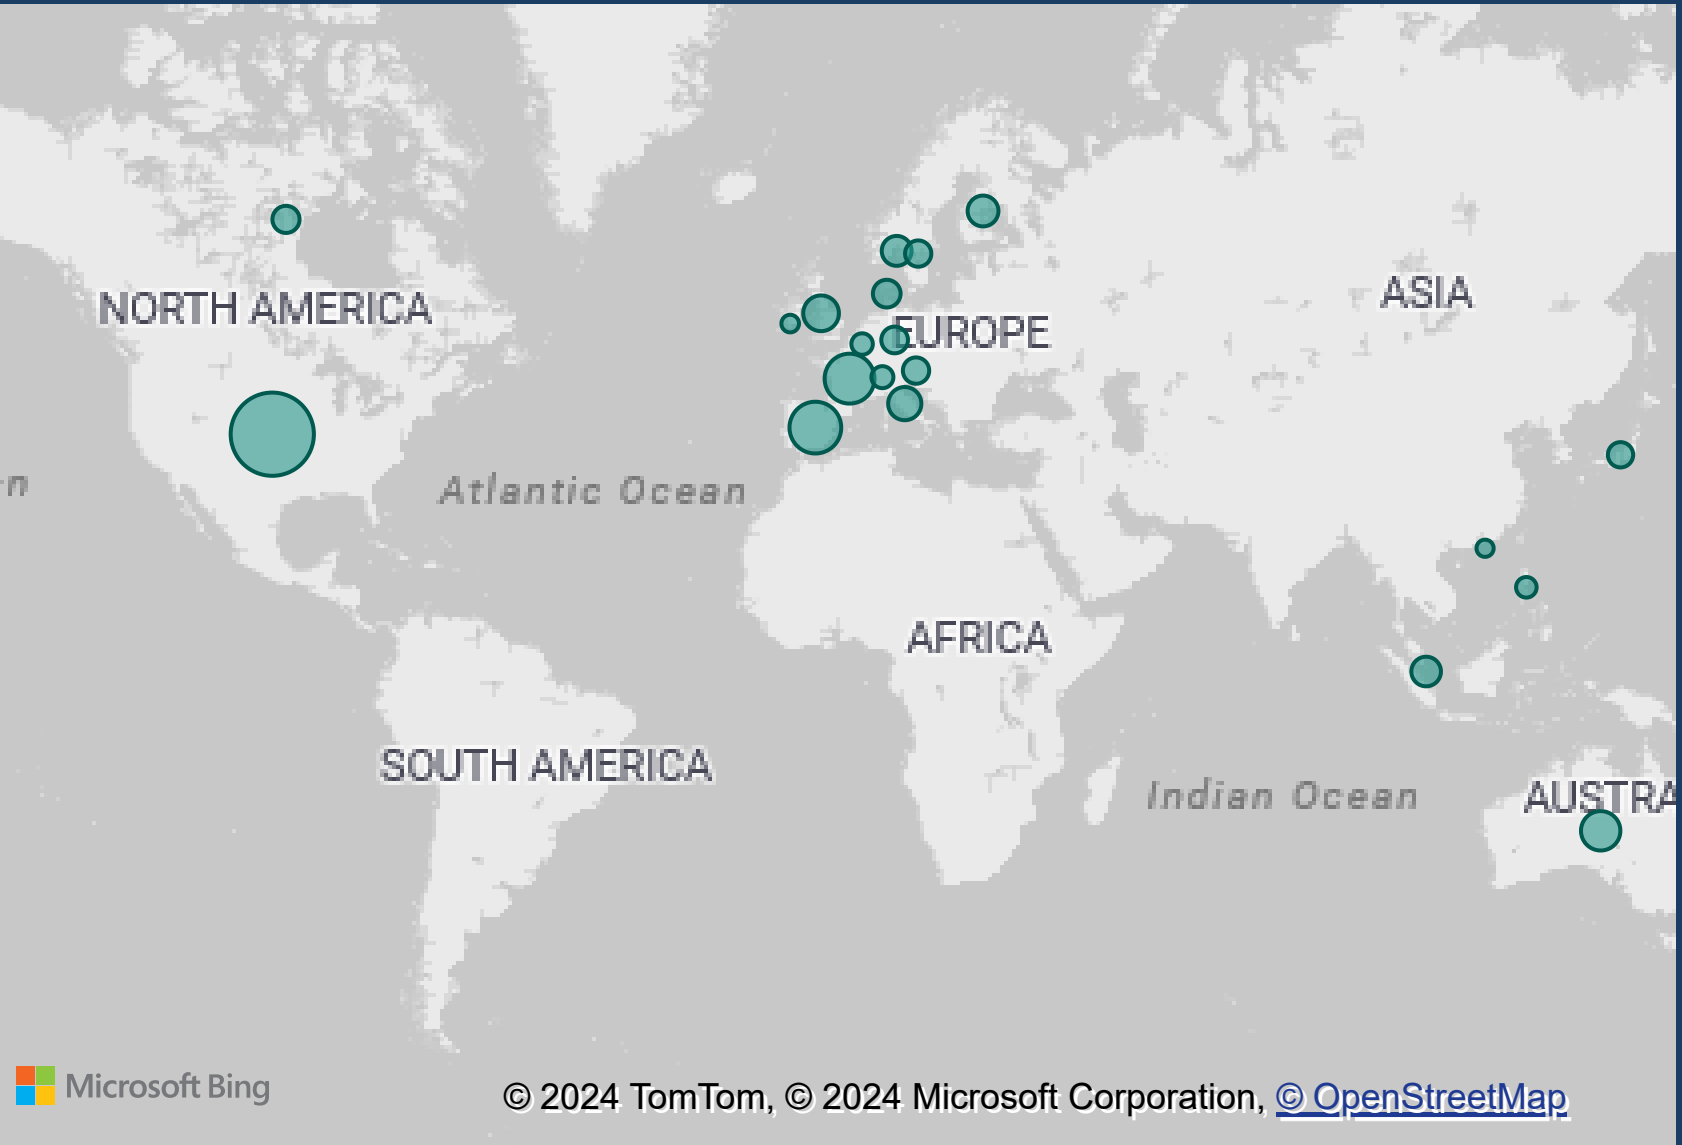 NORTH AMERICA
ASIA
EUROPE
Atlantic Ocean
AFRICA
SOUTH AMERICA
Indian Ocean
AUSTRA
Microsoft Bing
© 2024 TomTom, © 2024 Microsoft Corporation, © OpenStreetMap